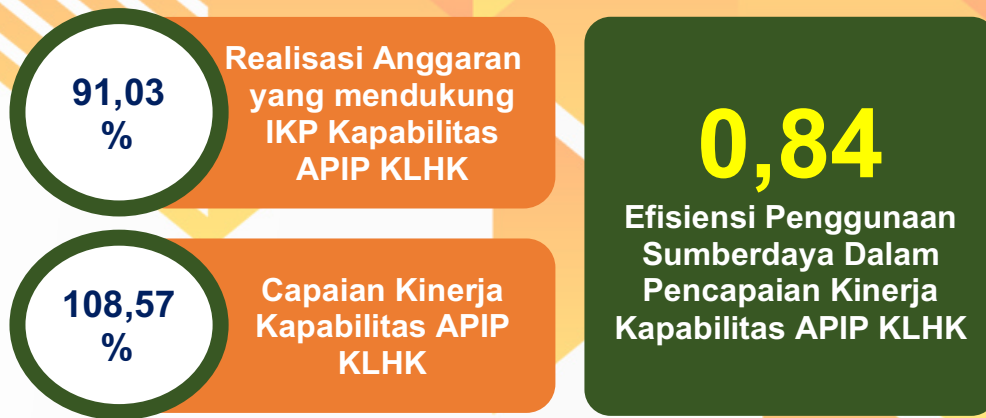 91,03
%
Realisasi Anggaran
yang mendukung
IKP Kapabilitas
APIP KLHK
108,57
%
Capaian Kinerja
Kapabilitas APIP
KLHK
0,84
Efisiensi Penggunaan
Sumberdaya Dalam
Pencapaian Kinerja
Kapabilitas APIP KLHK